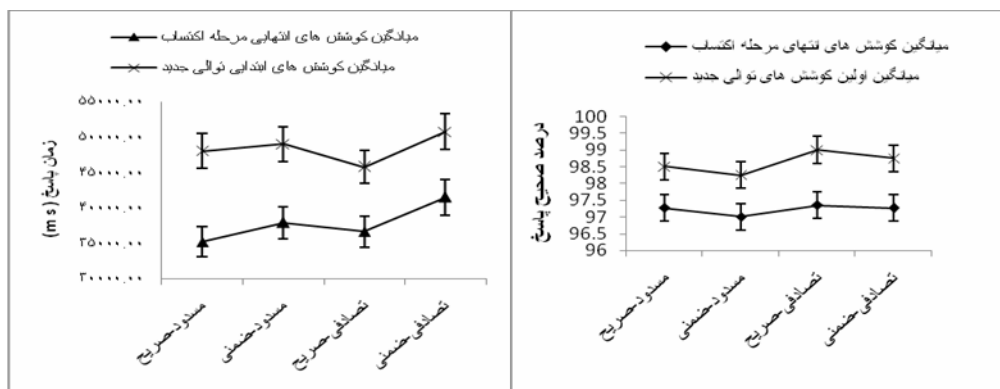 میانگین کوشش های انتهایی مرحله اکتساب
میانگین کوشش های ابتدایی توالی جدید
زمان پاسخ (m s)
۵۵۰۰۰.۰۰
۵۰۰۰۰.۰۰
۴۵۰۰۰.۰۰
۴۰۰۰۰.۰۰
۳۵۰۰۰.۰۰
۳۰۰۰۰.۰۰
مسدود-صریح
مسدود-ضمنی
تصادفی-صریح
تصادفی-ضمنی
میانگین کوشش های انتهای مرحله اکتساب
میانگین اولین کوشش های توالی جدید
درصد صحیح پاسخ
100
99.5
99
98.5
98
97.5
97
96.5
96
مسدود-صریح
مسدود-ضمنی
تصادفی-صریح
تصادفی-ضمنی